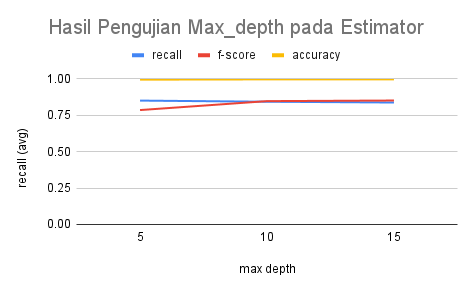 Hasil Pengujian Max_depth pada Estimator
recall f-score accuracy
1.00
0.75
0.50
0.25
0.00
recall (avg)
5 10 15
max depth